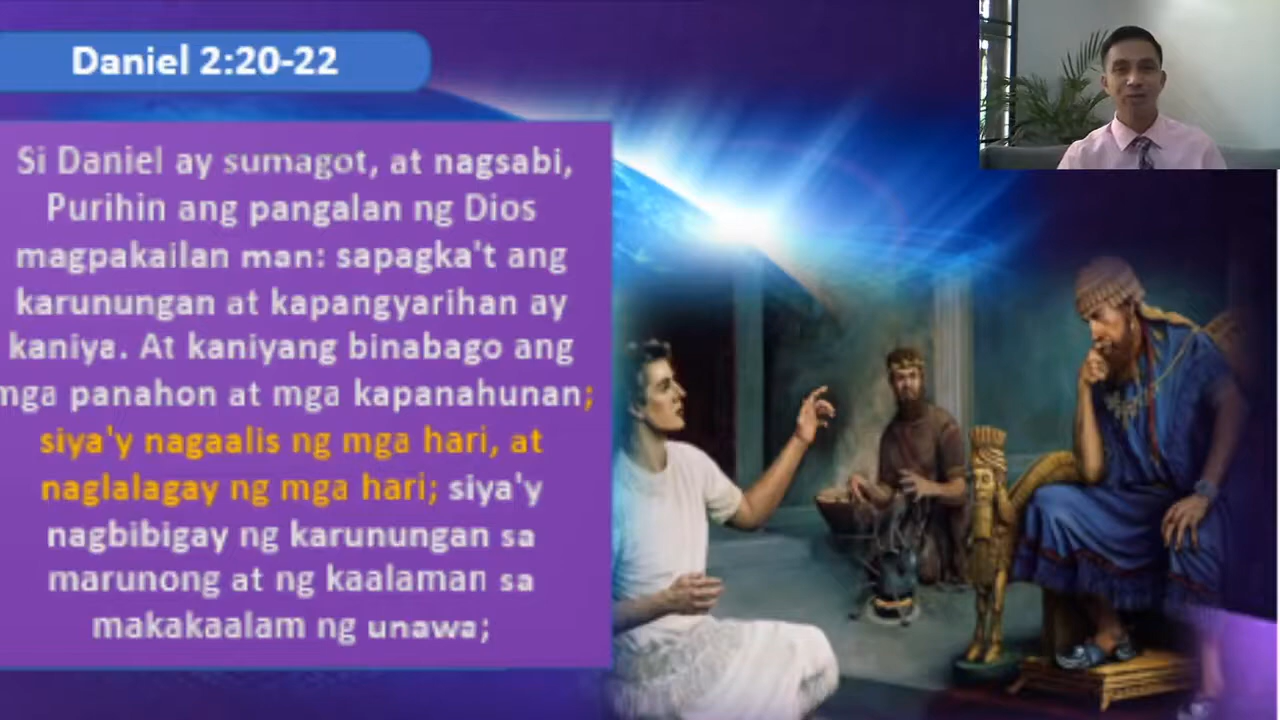 Daniel 2:20-22
Si Daniel ay sumagot, at nagsabi,
Purihin ang pangalan ng Dios
magpakailan man: sapagka't ang
karunungan at kapangyarihan ay
kaniya. At kaniyang binabago ang
mga panahon at mga kapanahunan;
siya'y nagaalis ng mga hari, at
naglalagay ng mga hari; siya'y
nagbibigay ng karunungan sa
marunong at ng kaalaman sa
makakaalam ng unawa;